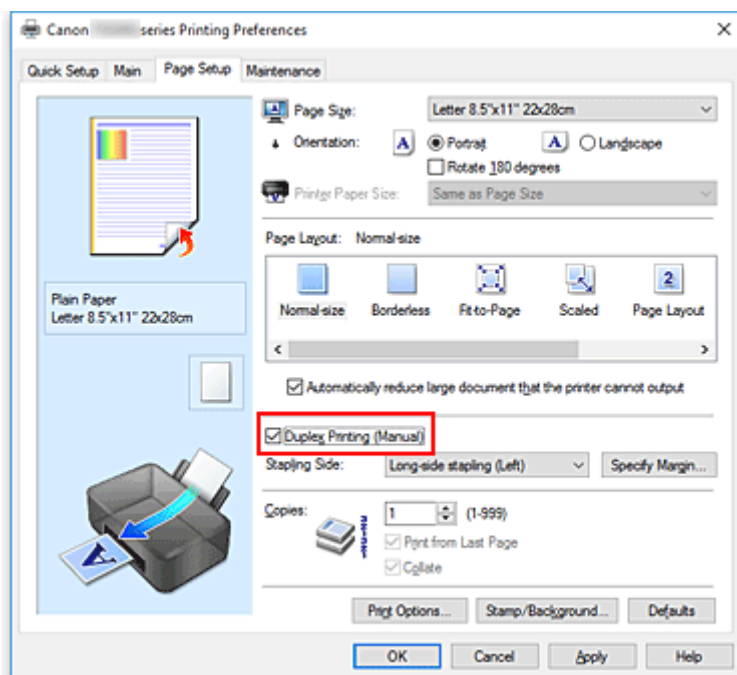 Canon series Printing Preferences
Quick Setup Main Page Setup Maintenance
Page Size: Letter 8.5"x11" 22x28cm
Orientation: A Portrait A Landscape
Rotate 180 degrees
Printer Paper Size: Same as Page Size
Page Layout: Normal-size
2
Normal-size Borderless Fit-to-Page Scaled Page Layout
Plain Paper
Letter 8.5"x11" 22x28cm
Automatically reduce large document that the printer cannot output
Duplex Printing (Manual)
Stapling Side: Long-side stapling (Left) Specify Margin...
Copies: 1 (1-999)
Print from Last Page
Collate
A
Print Options... Stamp/Background... Defaults
OK Cancel Apply Help